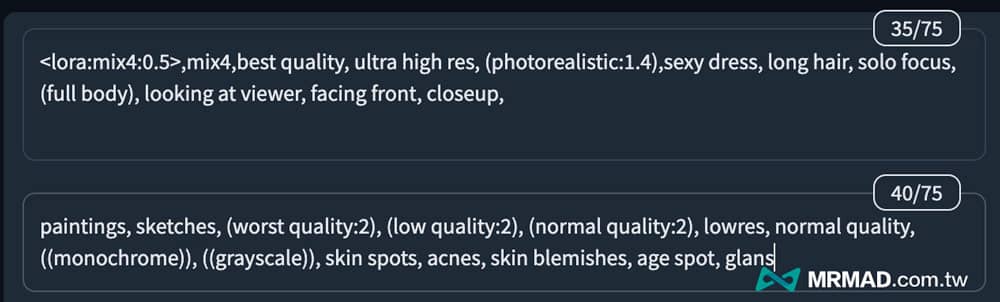 35/75
<lora:mix4:0.5>,mix4,best quality, ultra high res, (photorealistic:1.4),sexy dress, long hair, solo focus,
(full body), looking at viewer, facing front, closeup,
40/75
paintings, sketches, (worst quality:2), (low quality:2), (normal quality:2), lowres, normal quality,
((monochrome)), ((grayscale)), skin spots, acnes, skin blemishes, age spot, glans
MRMAD.com.tw